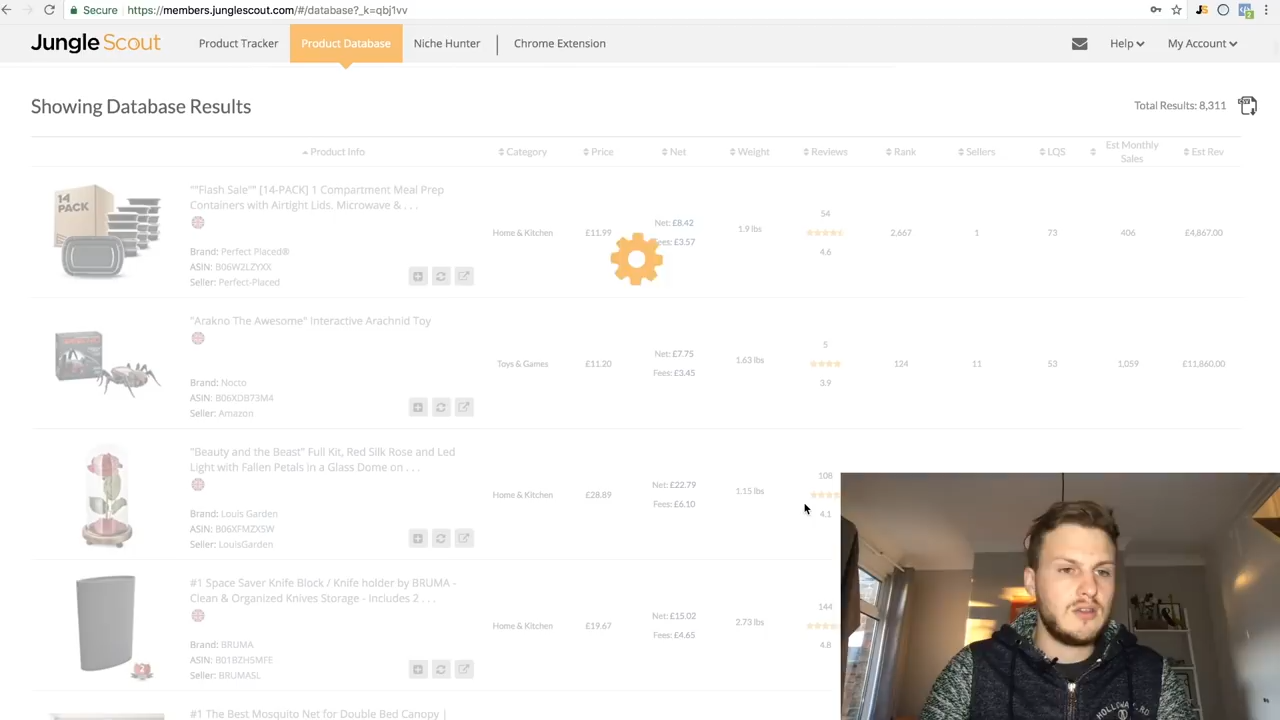 Secure https://members.junglescout.com/#/database?_k=qbj1vv
JS
2
Jungle Scout Product Tracker Product Database Niche Hunter Chrome Extension Help My Account
Showing Database Results Total Results: 8,311
Product Info Category Price Net Weight Reviews Rank Sellers LQS Est Monthly Sales Est Rev
""Flash Sale"" [14-PACK] 1 Compartment Meal Prep
Containers with Airtight Lids. Microwave & . . .
14
PACK
Brand: Perfect Placed®
ASIN: B06W2LZYXX
Seller: Perfect-Placed
Home & Kitchen £11.99 Net: £8.42
Fees: £3.57
1.9 lbs
54
4.6
2,667 1 73 406 £4,867.00
"Arakno The Awesome" Interactive Arachnid Toy
Brand: Nocto
ASIN: B06XDB73M4
Seller: Amazon
Toys & Games £11.20 Net: £7.75
Fees: £3.45
1.63 lbs
5
3.9
124 11 53 1,059 £11,860.00
"Beauty and the Beast" Full Kit, Red Silk Rose and Led
Light with Fallen Petals in a Glass Dome on . . .
Brand: Louis Garden
ASIN: B06XFMZX5W
Seller: LouisGarden
Home & Kitchen £28.89 Net: £22.79
Fees: £6.10
1.15 lbs
108
4.1
#1 Space Saver Knife Block / Knife holder by BRUMA -
Clean & Organized Knives Storage - Includes 2 . . .
Brand: BRUMA
ASIN: B01BZHSMFE
Seller: BRUMASL
Home & Kitchen £19.67 Net: £15.02
Fees: £4.65
2.73 lbs
144
4.8
#1 The Best Mosquito Net for Double Bed Canopy |